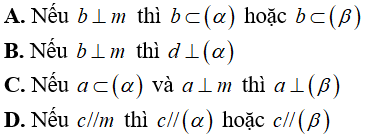 A. Nếu b ⊥ m thì b ⊂ (α) hoặc b ⊂ (β)
B. Nếu b ⊥ m thì d ⊥ (α)
C. Nếu a ⊂ (α) và a ⊥ m thì a ⊥ (β)
D. Nếu c//m thì c//(α) hoặc c//(β)